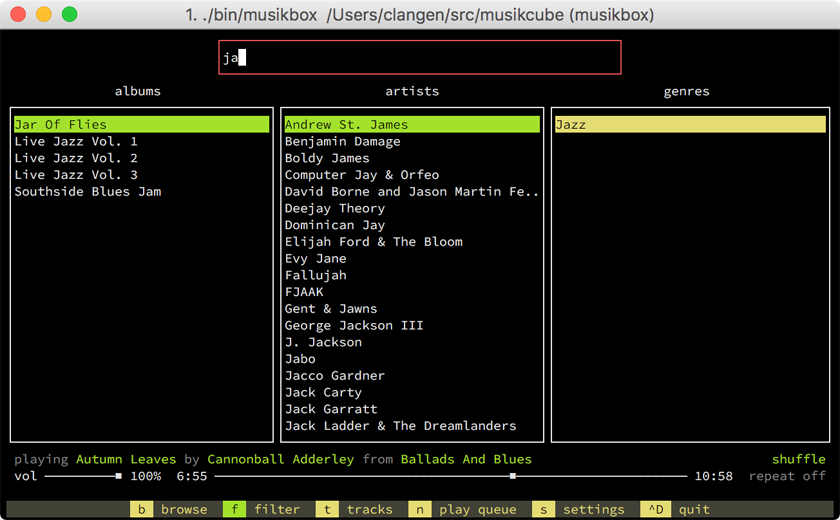 1. ./bin/musikbox /Users/clangen/src/musikcube (musikbox)
ja
albums
Jar Of Flies
Live Jazz Vol. 1
Live Jazz Vol. 2
Live Jazz Vol. 3
Southside Blues Jam
artists
Andrew St. James
Benjamin Damage
Boldy James
Computer Jay & Orfeo
David Borne and Jason Martin Fe..
Deejay Theory
Dominican Jay
Elijah Ford & The Bloom
Evy Jane
Fallujah
FJAAK
Gent & Jawns
George Jackson III
J. Jackson
Jabo
Jacco Gardner
Jack Carty
Jack Garratt
Jack Ladder & The Dreamlanders
genres
Jazz
playing Autumn Leaves by Cannonball Adderley from Ballads And Blues shuffle
vol 100% 6:55 10:58 repeat off
b browse f filter t tracks n play queue s settings ^D quit